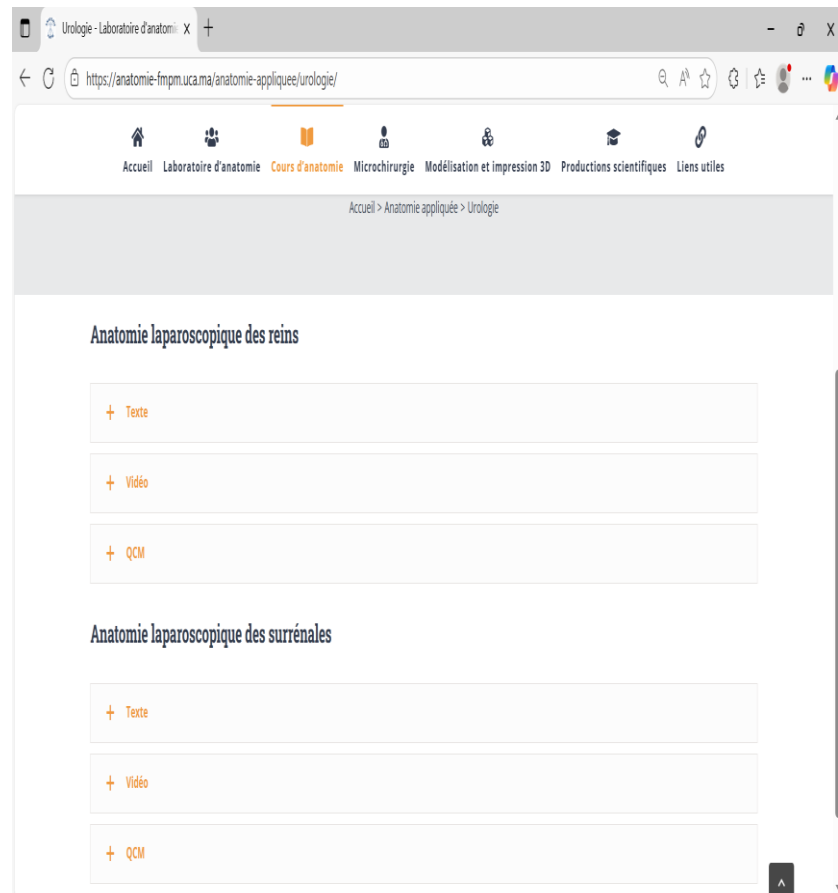 Urologie - Laboratoire d'anatomi
https://anatomie-fmpm.uca.ma/anatomie-appliquee/urologie/
Accueil Laboratoire d'anatomie Cours d'anatomie Microchirurgie Modélisation et impression 3D Productions scientifiques Liens utiles
Accueil > Anatomie appliquée > Urologie
Anatomie laparoscopique des reins
+ Texte
+ Vidéo
+ QCM
Anatomie laparoscopique des surrénales
+ Texte
+ Vidéo
+ QCM